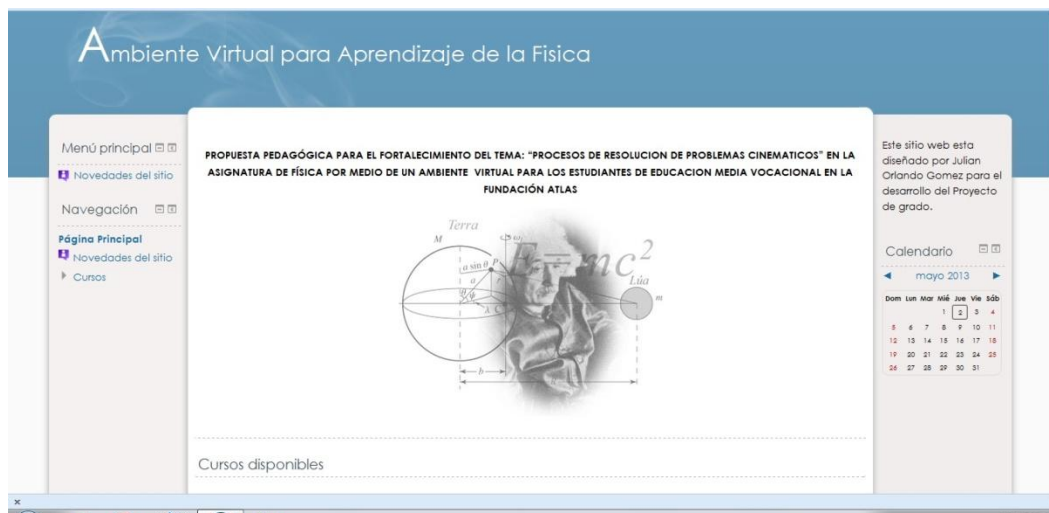 Ambiente Virtual para Aprendizaje de la Fisica
Menú principal
Novedades del sitio
Navegación
Página Principal
Novedades del sitio
Cursos
PROPUESTA PEDAGÓGICA PARA EL FORTALECIMIENTO DEL TEMA: “PROCESOS DE RESOLUCION DE PROBLEMAS CINEMATICOS” EN LA
ASIGNATURA DE FÍSICA POR MEDIO DE UN AMBIENTE VIRTUAL PARA LOS ESTUDIANTES DE EDUCACION MEDIA VOCACIONAL EN LA
FUNDACIÓN ATLAS
Terra
M
a sin θ P
a r
θ φ
λ C
E=mc²
Lúa
m
b
Cursos disponibles
Este sitio web esta
diseñado por Julian
Orlando Gomez para el
desarrollo del Proyecto
de grado.
Calendario
mayo 2013
Dom Lun Mar Mié Jue Vie Sáb
1 2 3 4
5 6 7 8 9 10 11
12 13 14 15 16 17 18
19 20 21 22 23 24 25
26 27 28 29 30 31